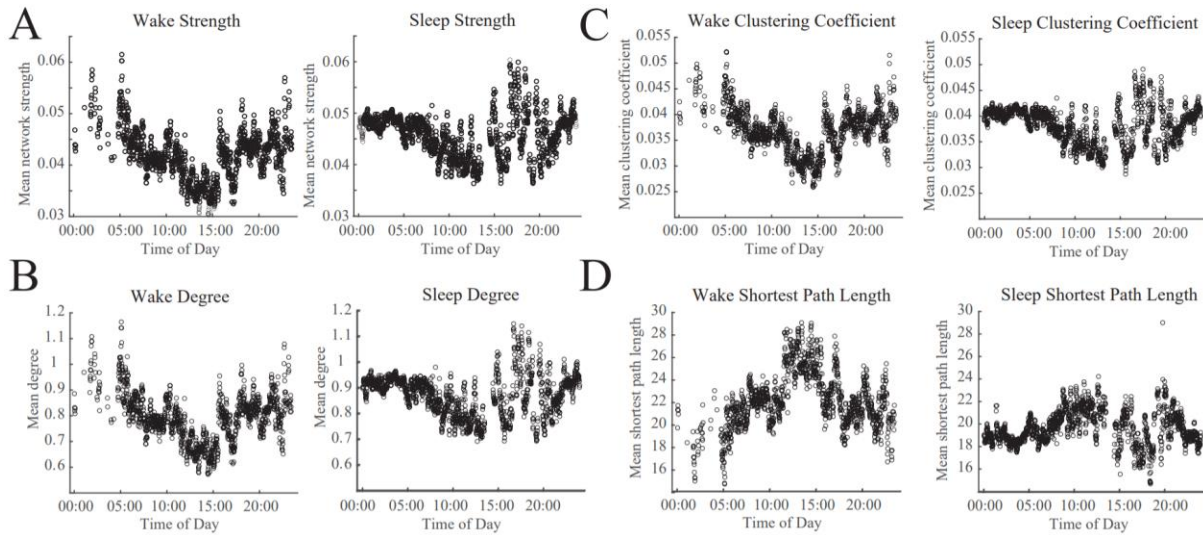 A
Wake Strength
Mean network strength
0.06
0.05
0.04
0.03
00:00 05:00 10:00 15:00 20:00
Time of Day
Sleep Strength
Mean network strength
0.06
0.05
0.04
0.03
00:00 05:00 10:00 15:00 20:00
Time of Day
C
Wake Clustering Coefficient
Mean clustering coefficient
0.055
0.05
0.045
0.04
0.035
0.03
0.025
00:00 05:00 10:00 15:00 20:00
Time of Day
Sleep Clustering Coefficient
Mean clustering coefficient
0.055
0.05
0.045
0.04
0.035
0.03
0.025
00:00 05:00 10:00 15:00 20:00
Time of Day
B
Wake Degree
Mean degree
1.2
1.1
1
0.9
0.8
0.7
0.6
00:00 05:00 10:00 15:00 20:00
Time of Day
Sleep Degree
Mean degree
1.2
1.1
1
0.9
0.8
0.7
0.6
00:00 05:00 10:00 15:00 20:00
Time of Day
D
Wake Shortest Path Length
Mean shortest path length
30
28
26
24
22
20
18
16
00:00 05:00 10:00 15:00 20:00
Time of Day
Sleep Shortest Path Length
Mean shortest path length
30
28
26
24
22
20
18
16
00:00 05:00 10:00 15:00 20:00
Time of Day